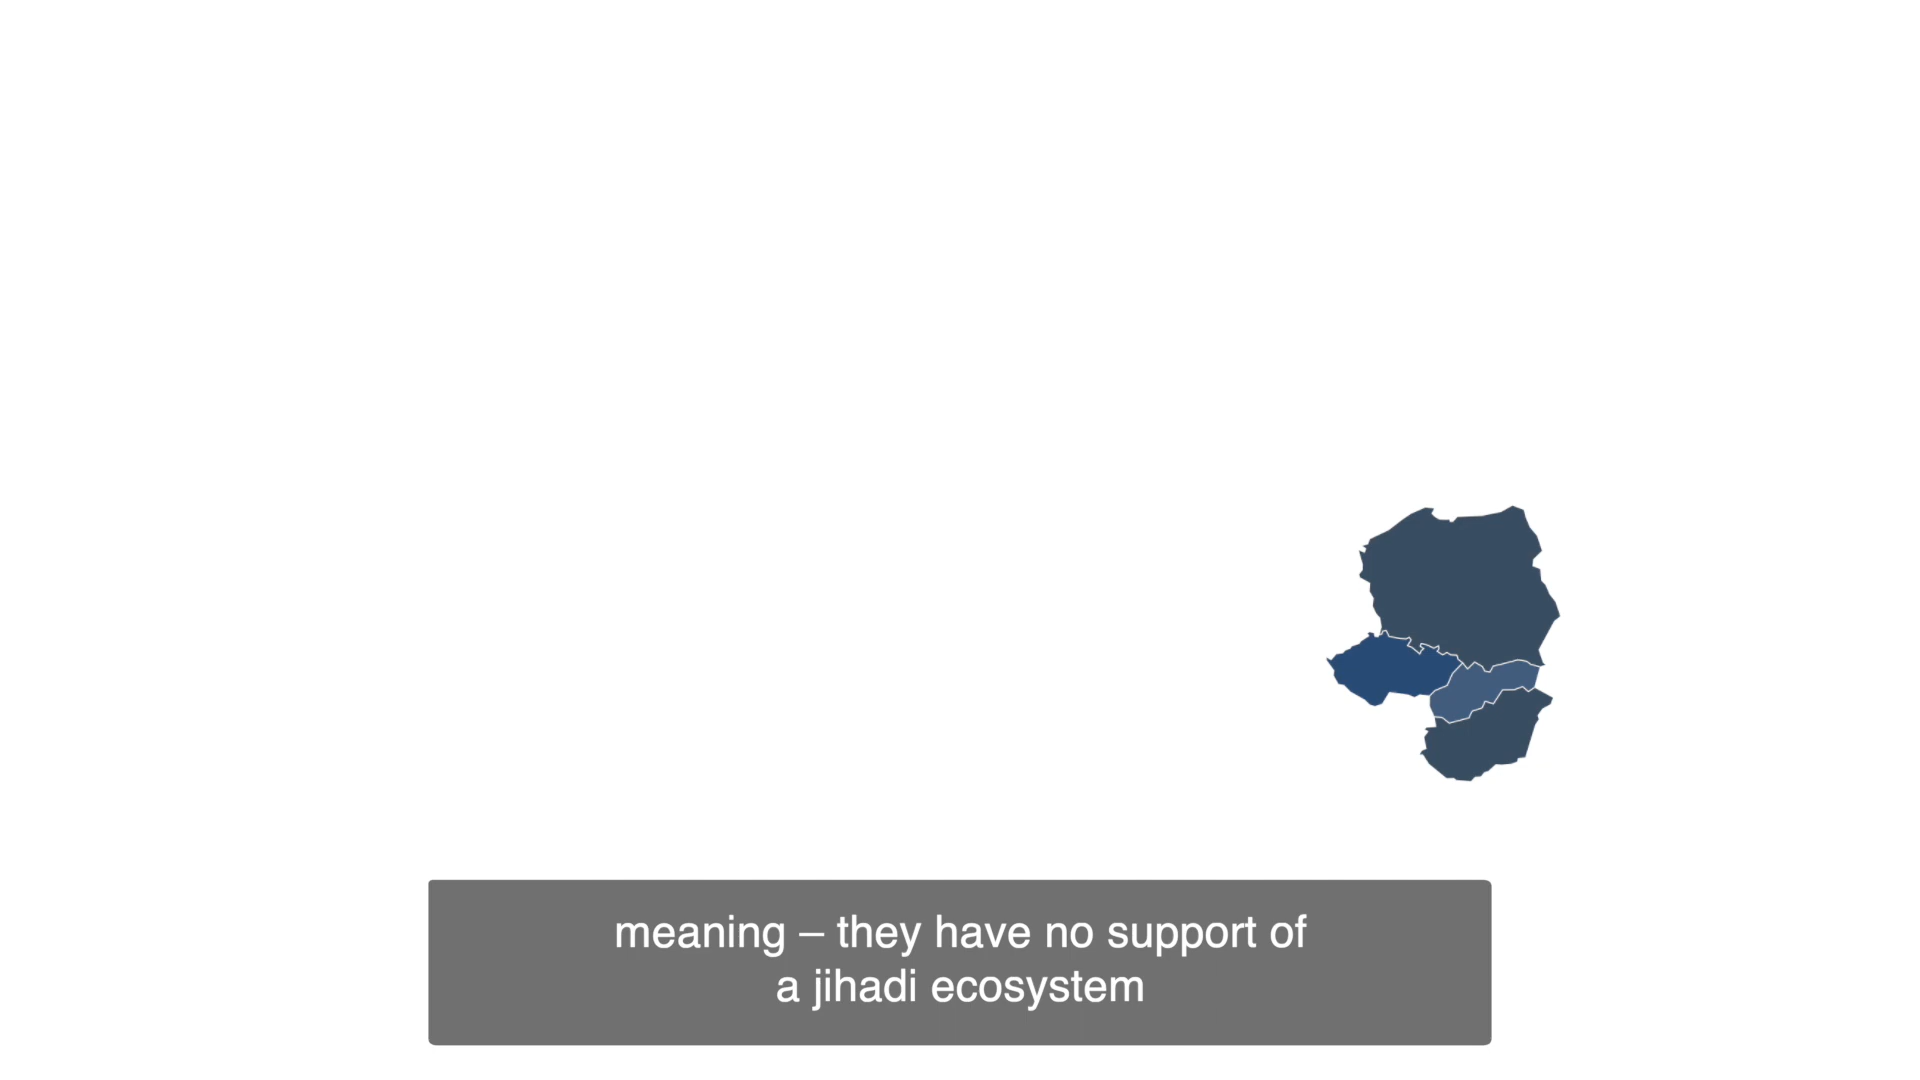 meaning – they have no support of
a jihadi ecosystem